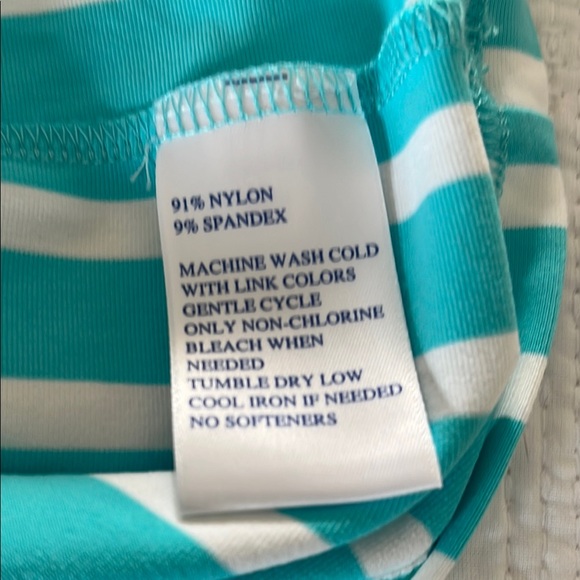 91% NYLON
9% SPANDEX
MACHINE WASH COLD
WITH LINK COLORS
GENTLE CYCLE
ONLY NON-CHLORINE
BLEACH WHEN
NEEDED
TUMBLE DRY LOW
COOL IRON IF NEEDED
NO SOFTENERS